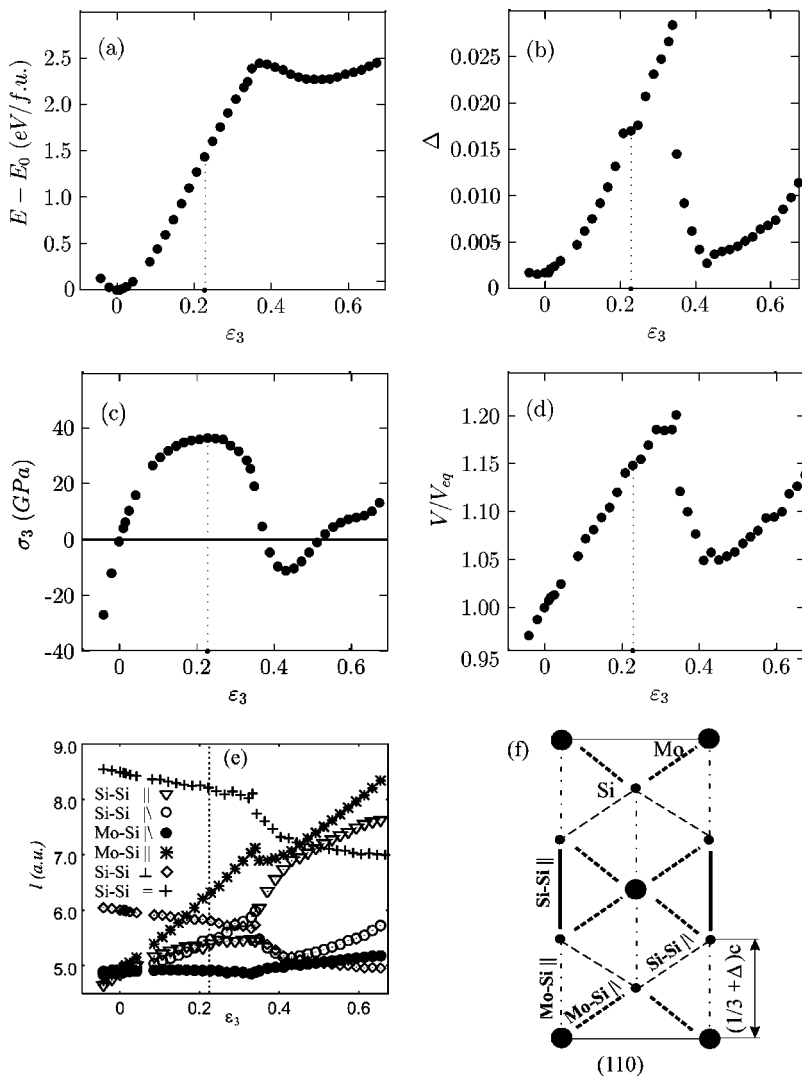 (a)
E − E₀ (eV/f.u.)
2.5
2.0
1.5
1.0
0.5
0
0
0.2
0.4
0.6
ε₃
(b)
Δ
0.025
0.020
0.015
0.010
0.005
0
0
0.2
0.4
0.6
ε₃
(c)
σ₃ (GPa)
40
20
0
-20
-40
0
0.2
0.4
0.6
ε₃
(d)
V/Veq
1.20
1.15
1.10
1.05
1.00
0.95
0
0.2
0.4
0.6
ε₃
(e)
l (a.u.)
9.0
8.0
7.0
6.0
5.0
Si-Si ||
Si-Si |\
Mo-Si |\
Mo-Si ||
Si-Si ⊥
Si-Si =
0
0.2
0.4
0.6
ε₃
(f)
Mo
Si
Si-Si ||
Si-Si |\
Mo-Si ||
Mo-Si |\
(1/3 + Δ)c
(110)